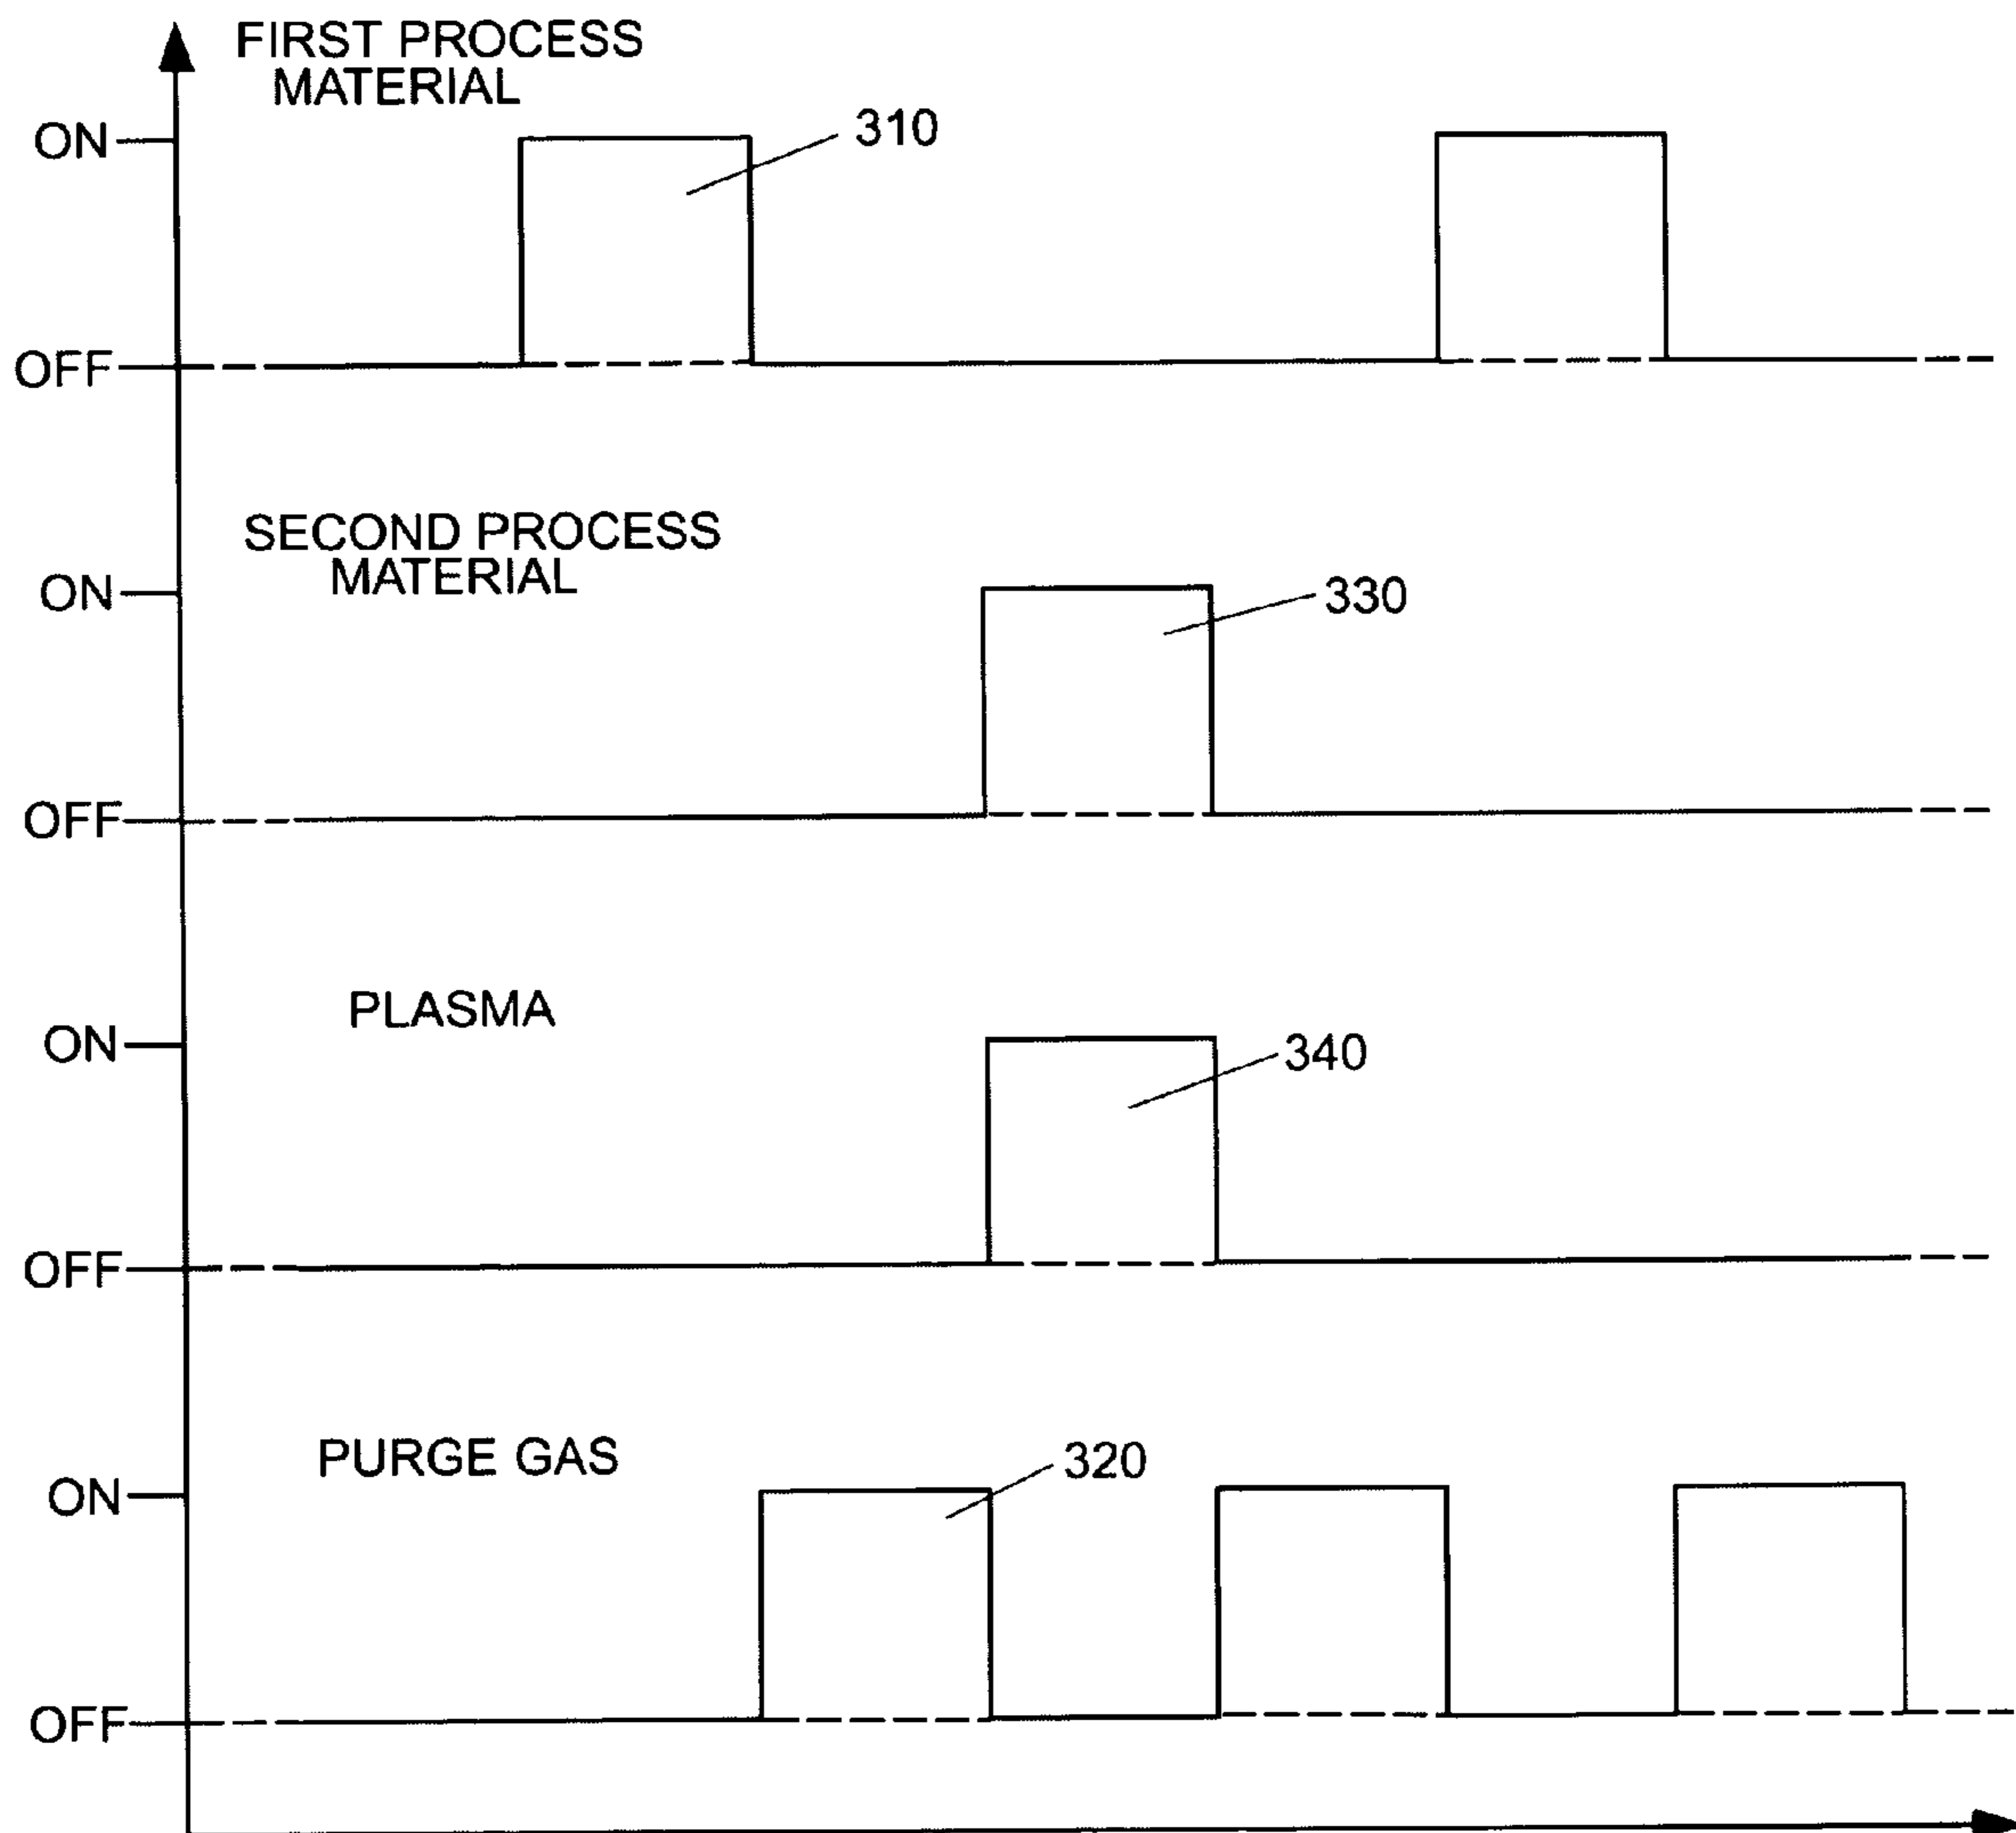 FIRST PROCESS
MATERIAL
ON
310
OFF
SECOND PROCESS
MATERIAL
ON
330
OFF
PLASMA
ON
340
OFF
PURGE GAS
ON
320
OFF